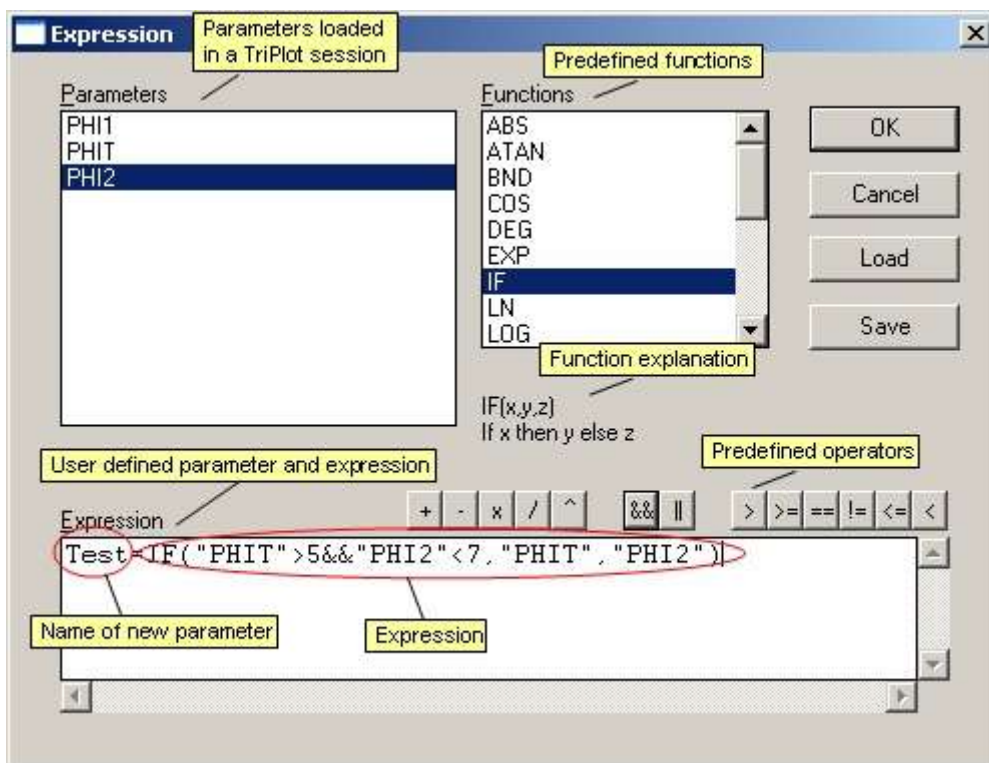 Expression
Parameters loaded
in a TriPlot session
Predefined functions
Parameters
PHI1
PHIT
PHI2
Functions
ABS
ATAN
BND
COS
DEG
EXP
IF
LN
LOG
OK
Cancel
Load
Save
Function explanation
IF(x,y,z)
If x then y else z
User defined parameter and expression
Predefined operators
Expression
+ - x / ^ && || > >= == != <= <
Test=IF("PHIT">5&&"PHI2"<7,"PHIT","PHI2")
Name of new parameter
Expression